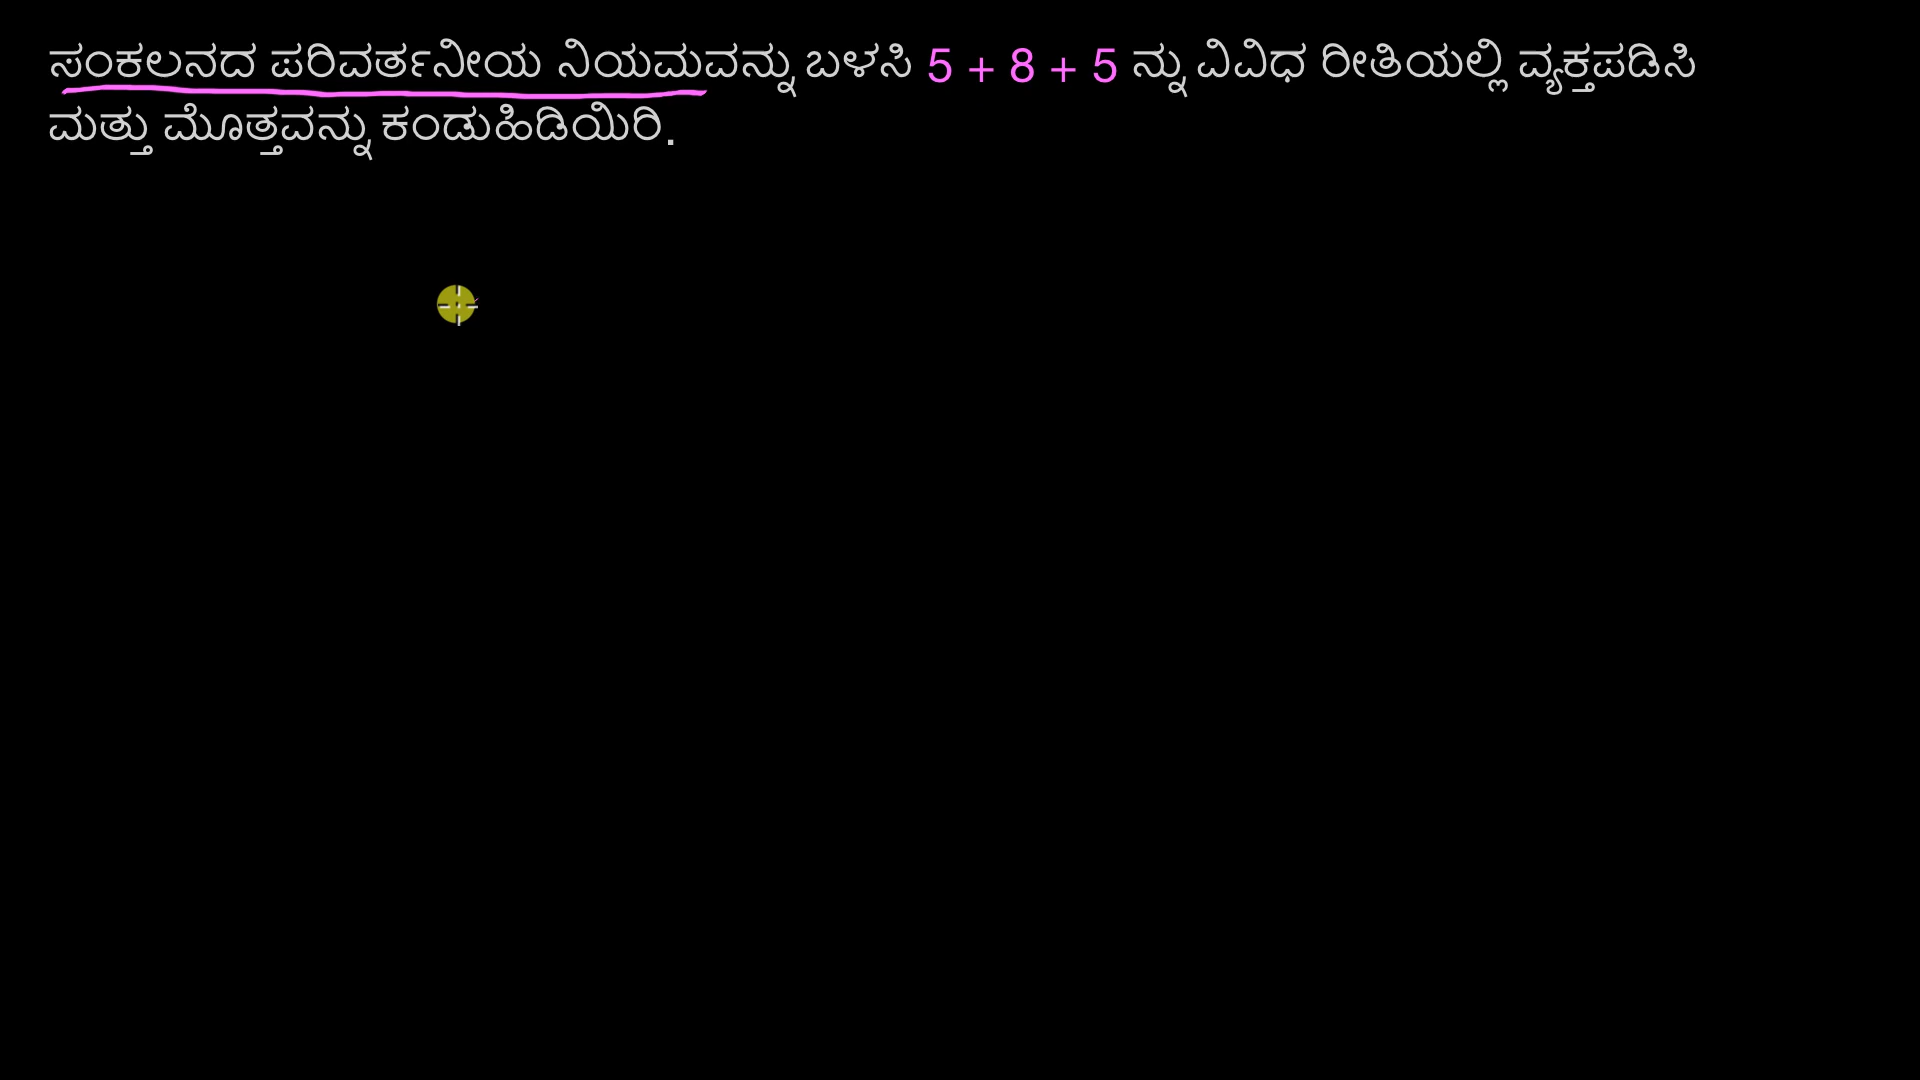 ಸಂಕಲನದ ಪರಿವರ್ತನೀಯ ನಿಯಮವನ್ನು ಬಳಸಿ 5 + 8 + 5 ನ್ನು ವಿವಿಧ ರೀತಿಯಲ್ಲಿ ವ್ಯಕ್ತಪಡಿಸಿ
ಮತ್ತು ಮೊತ್ತವನ್ನು ಕಂಡುಹಿಡಿಯಿರಿ.